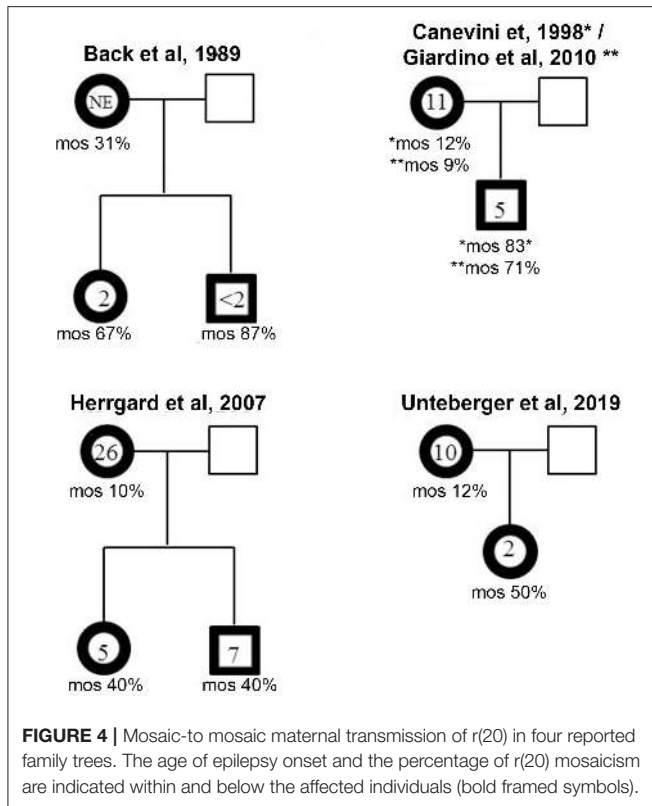 Back et al, 1989
NE
mos 31%
2
<2
mos 67%
mos 87%
Canevini et, 1998* /
Giardino et al, 2010 **
11
*mos 12%
**mos 9%
5
*mos 83*
**mos 71%
Herrgard et al, 2007
26
mos 10%
5
7
mos 40%
mos 40%
Unteberger et al, 2019
10
mos 12%
2
mos 50%
FIGURE 4 | Mosaic-to mosaic maternal transmission of r(20) in four reported
family trees. The age of epilepsy onset and the percentage of r(20) mosaicism
are indicated within and below the affected individuals (bold framed symbols).